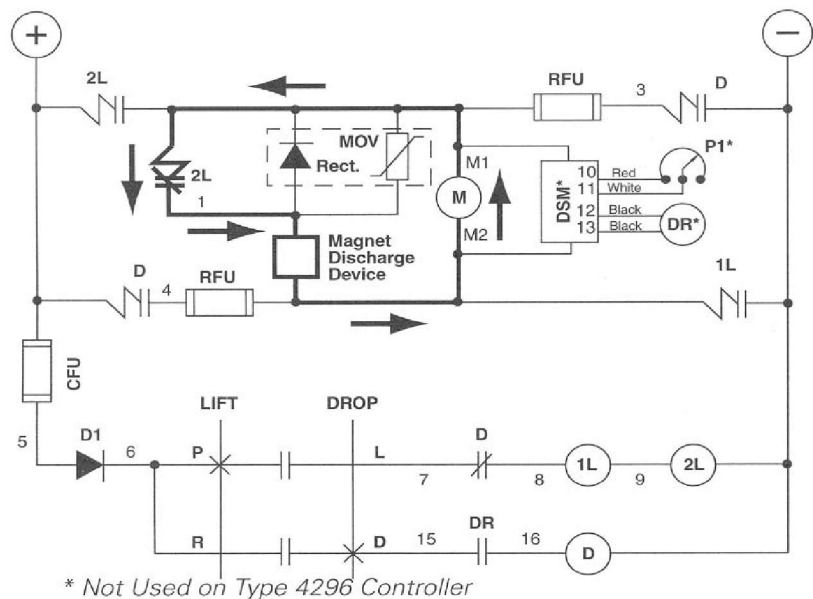 +
−
2L
RFU
3
D
P1*
MOV
Rect.
2L
M1
10
Red
11
White
DSM*
M
1
12
Black
13
Black
DR*
M2
Magnet
Discharge
Device
D
4
RFU
1L
CFU
LIFT
DROP
5
D1
6
P
L
7
D
8
1L
9
2L
R
D
15
DR
16
D
* Not Used on Type 4296 Controller